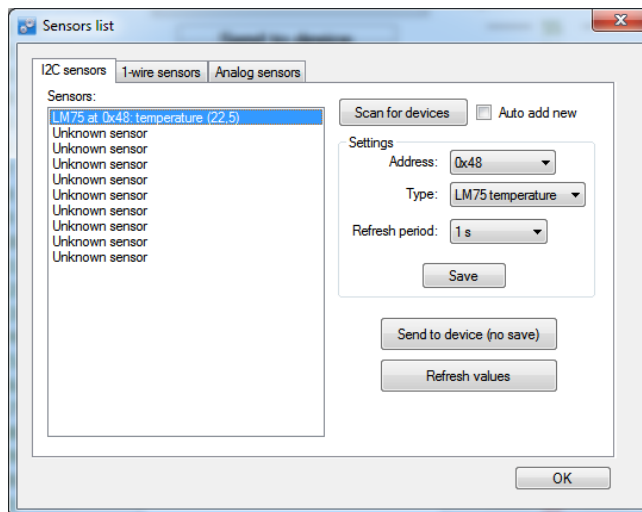 Sensors list
I2C sensors
1-wire sensors
Analog sensors
Sensors:
LM75 at 0x48: temperature (22,5)
Unknown sensor
Unknown sensor
Unknown sensor
Unknown sensor
Unknown sensor
Unknown sensor
Unknown sensor
Unknown sensor
Unknown sensor
Scan for devices
Auto add new
Settings
Address:
0x48
Type:
LM75 temperature
Refresh period:
1 s
Save
Send to device (no save)
Refresh values
OK